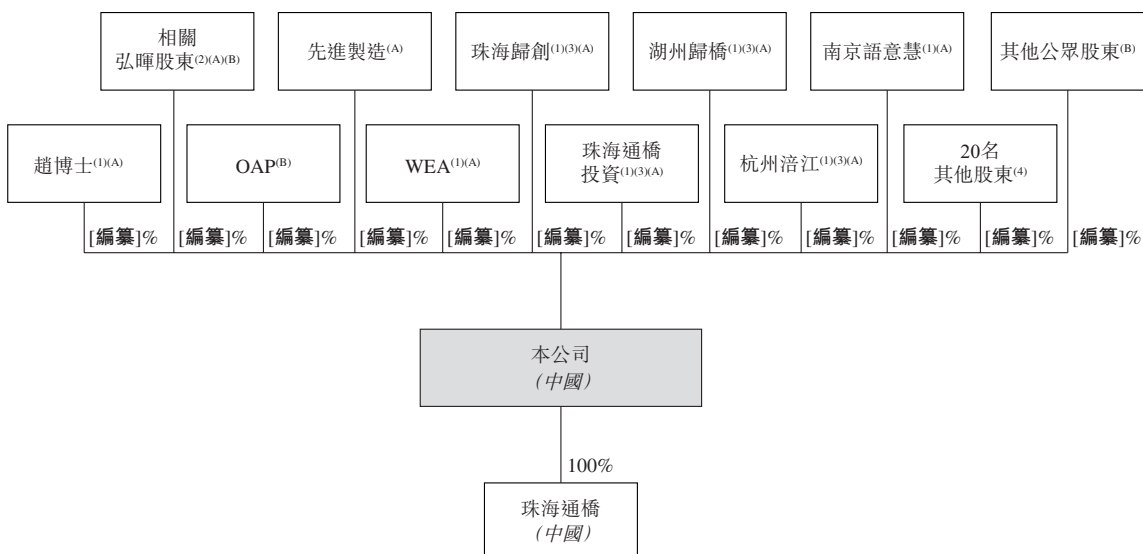 相關
弘暉股東(2)(A)(B)
先進製造(A)
珠海歸創(1)(3)(A)
湖州歸橋(1)(3)(A)
南京語意慧(1)(A)
其他公眾股東(B)
趙博士(1)(A)
OAP(B)
WEA(1)(A)
珠海通橋
投資(1)(3)(A)
杭州涪江(1)(3)(A)
20名
其他股東(4)
[編纂]% [編纂]% [編纂]% [編纂]% [編纂]% [編纂]% [編纂]% [編纂]% [編纂]% [編纂]% [編纂]% [編纂]%
本公司
（中國）
100%
珠海通橋
（中國）